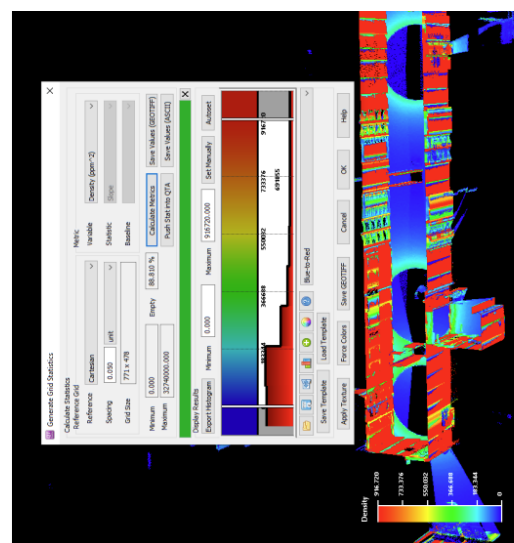 Generate Grid Statistics
Calculate Statistics
Reference Grid
Reference Cartesian
Spacing 0.050 unit
Grid Size 771 x 478
Metric
Variable Density (ppm^2)
Statistic Slope
Baseline
Minimum 0.000 Empty 88.810 % Calculate Metrics Save Values (GEOTIFF)
Maximum 32740000.000 Push Stat into QFA Save Values (ASCII)
Display Results
Export Histogram Minimum 0.000 Maximum 916720.000 Set Manually Autoset
183344 366688 550032 733376 916720
691855
Blue-to-Red
Save Template Load Template
Apply Texture Force Colors Save GEOTIFF Cancel OK Help
Density
916.720
733.376
550.032
366.688
183.344
0